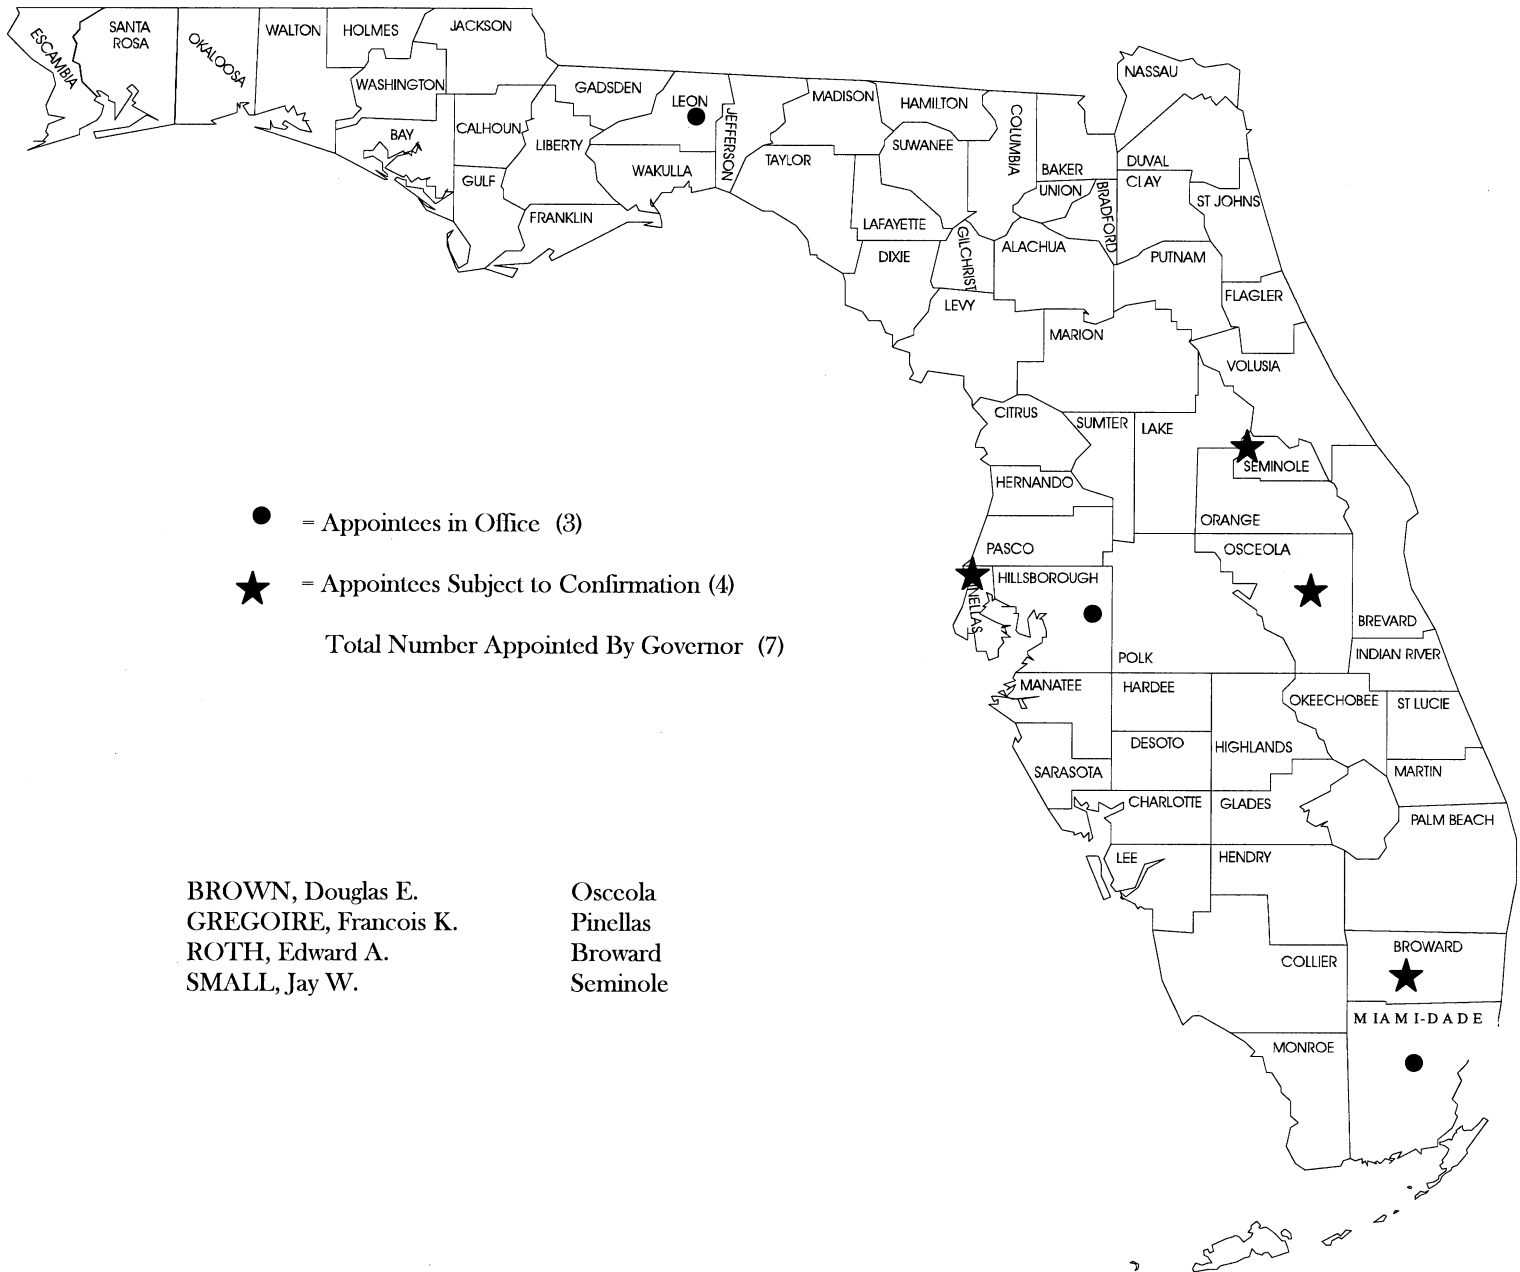 ESCAMBIA
SANTA
ROSA
OKALOOSA
WALTON
HOLMES
JACKSON
WASHINGTON
GADSDEN
LEON
JEFFERSON
MADISON
HAMILTON
COLUMBIA
NASSAU
BAY
CALHOUN
LIBERTY
WAKULLA
TAYLOR
SUWANEE
BAKER
DUVAL
GULF
FRANKLIN
LAFAYETTE
UNION
BRADFORD
CLAY
ST JOHNS
DIXIE
GILCHRIST
ALACHUA
PUTNAM
LEVY
FLAGLER
MARION
VOLUSIA
CITRUS
SUMTER
LAKE
SEMINOLE
HERNANDO
ORANGE
= Appointees in Office (3)
PASCO
OSCEOLA
= Appointees Subject to Confirmation (4)
HILLSBOROUGH
NELLAS
BREVARD
Total Number Appointed By Governor (7)
POLK
INDIAN RIVER
MANATEE
HARDEE
OKEECHOBEE
ST LUCIE
DESOTO
HIGHLANDS
SARASOTA
MARTIN
CHARLOTTE
GLADES
PALM BEACH
LEE
HENDRY
BROWN, Douglas E. Osceola
GREGOIRE, Francois K. Pinellas
ROTH, Edward A. Broward
SMALL, Jay W. Seminole
BROWARD
COLLIER
MIAMI-DADE
MONROE